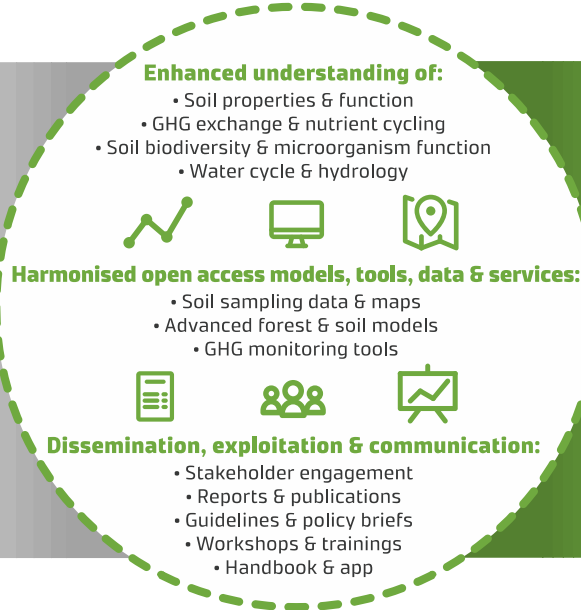 Enhanced understanding of:
• Soil properties & function
• GHG exchange & nutrient cycling
• Soil biodiversity & microorganism function
• Water cycle & hydrology
Harmonised open access models, tools, data & services:
• Soil sampling data & maps
• Advanced forest & soil models
• GHG monitoring tools
Dissemination, exploitation & communication:
• Stakeholder engagement
• Reports & publications
• Guidelines & policy briefs
• Workshops & trainings
• Handbook & app